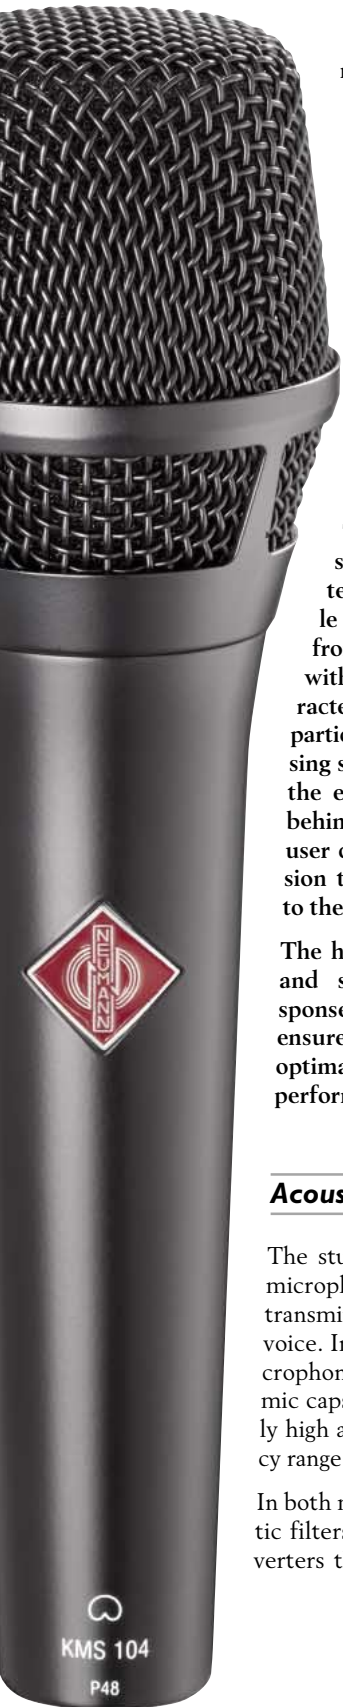 NEUMANN
KMS 104
P48
s
te
le
fro
with
racte
partic
sing s
the e
behin
user o
sion t
to the
The h
and s
sponse
ensure
optima
perform
Acous
The stu
microph
transmi
voice. In
crophon
mic caps
ly high a
cy range
In both m
tic filters
verters t